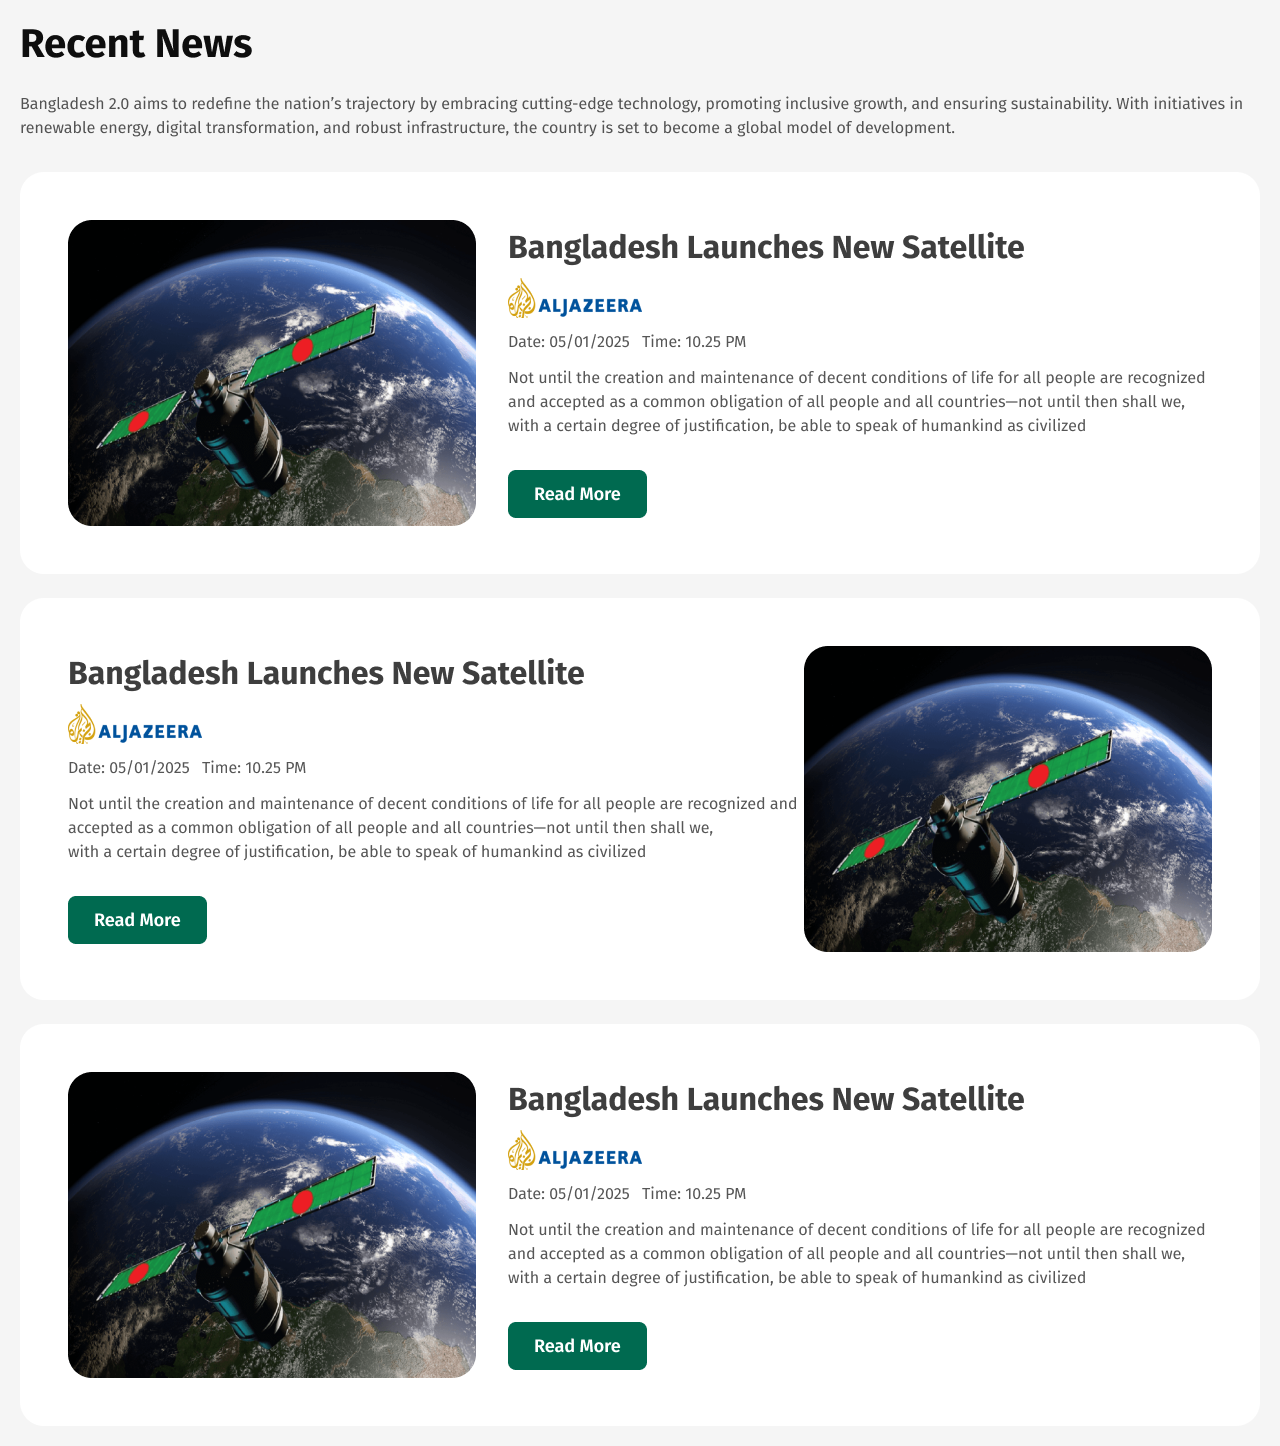 Recent News
Bangladesh 2.0 aims to redefine the nation’s trajectory by embracing cutting-edge technology, promoting inclusive growth, and ensuring sustainability. With initiatives in
renewable energy, digital transformation, and robust infrastructure, the country is set to become a global model of development.
Bangladesh Launches New Satellite
ALJAZEERA
Date: 05/01/2025 Time: 10.25 PM
Not until the creation and maintenance of decent conditions of life for all people are recognized
and accepted as a common obligation of all people and all countries—not until then shall we,
with a certain degree of justification, be able to speak of humankind as civilized
Read More
Bangladesh Launches New Satellite
ALJAZEERA
Date: 05/01/2025 Time: 10.25 PM
Not until the creation and maintenance of decent conditions of life for all people are recognized and
accepted as a common obligation of all people and all countries—not until then shall we,
with a certain degree of justification, be able to speak of humankind as civilized
Read More
Bangladesh Launches New Satellite
ALJAZEERA
Date: 05/01/2025 Time: 10.25 PM
Not until the creation and maintenance of decent conditions of life for all people are recognized
and accepted as a common obligation of all people and all countries—not until then shall we,
with a certain degree of justification, be able to speak of humankind as civilized
Read More